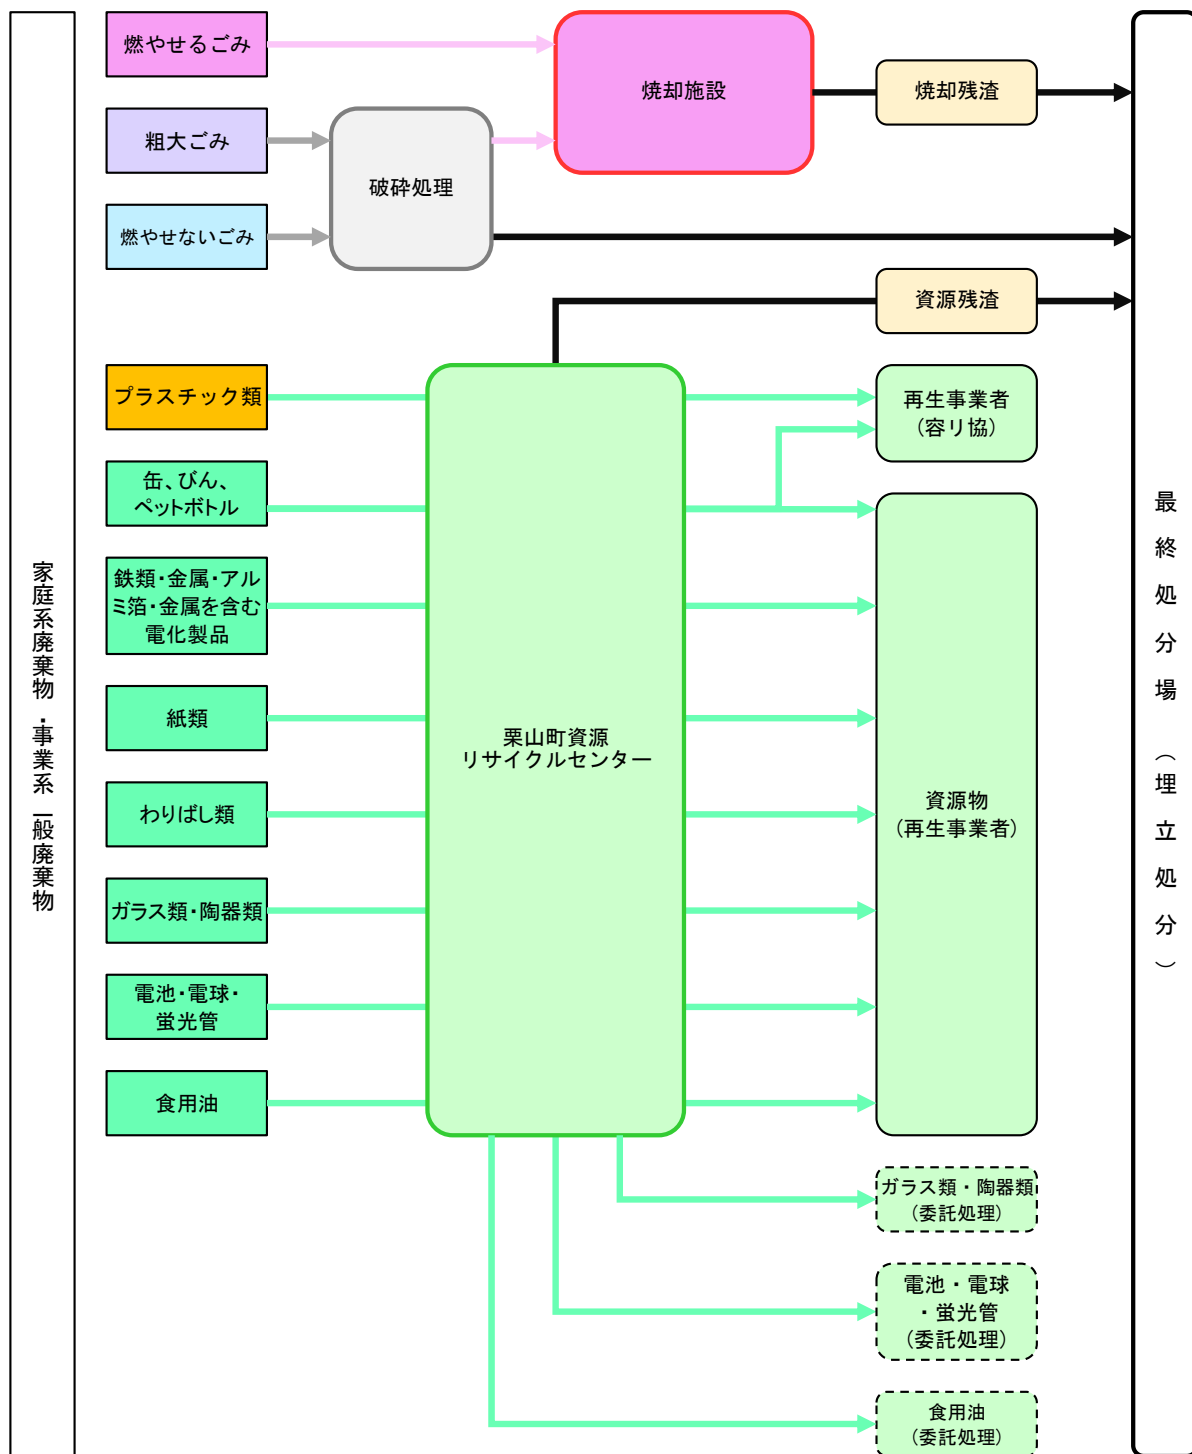 家庭系廃棄物・事業系一般廃棄物
燃やせるごみ
粗大ごみ
燃やせないごみ
破砕処理
焼却施設
焼却残渣
資源残渣
プラスチック類
缶、びん、
ペットボトル
鉄類・金属・アル
ミ箔・金属を含む
電化製品
紙類
わりばし類
ガラス類・陶器類
電池・電球・
蛍光管
食用油
栗山町資源
リサイクルセンター
再生事業者
(容リ協)
資源物
(再生事業者)
ガラス類・陶器類
(委託処理)
電池・電球
・蛍光管
(委託処理)
食用油
(委託処理)
最終処分場(埋立処分)